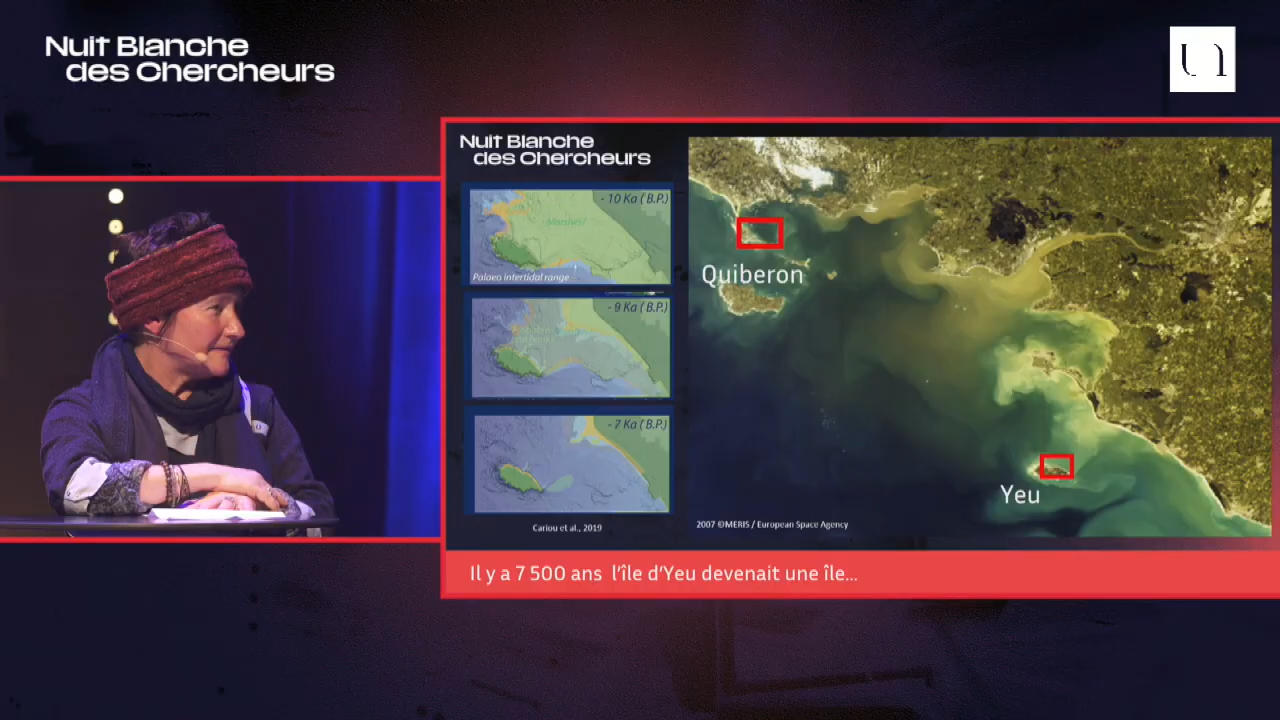 Nuit Blanche
des Chercheurs
Nuit Blanche
des Chercheurs
- 10 Ka (B.P.)
Marshes?
Palaeo intertidal range
- 9 Ka (B.P.)
- 7 Ka (B.P.)
Cariou et al., 2019
Quiberon
Yeu
2007 ©MERIS / European Space Agency
Il y a 7 500 ans l'île d'Yeu devenait une île...